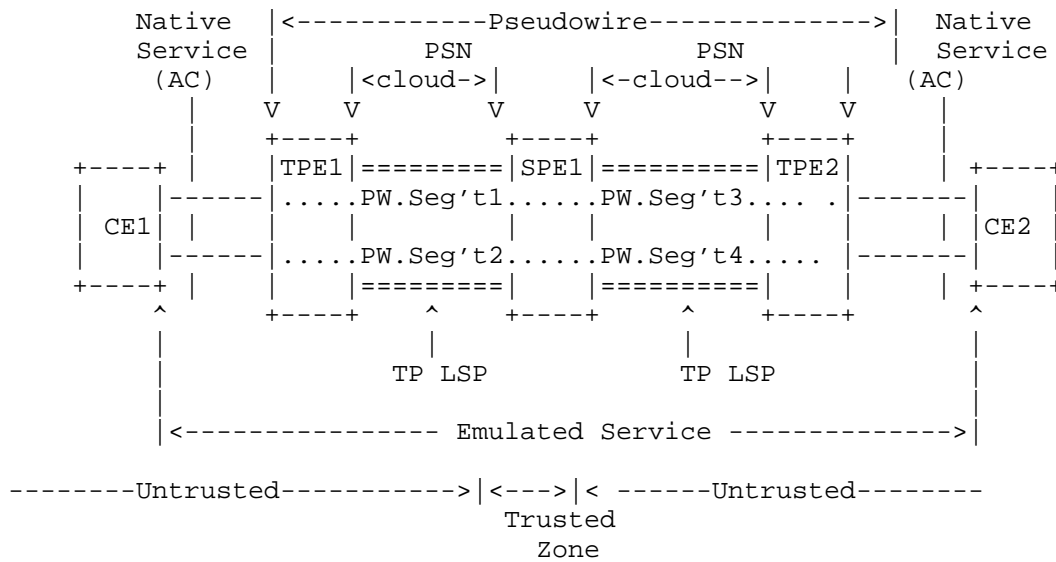 Native |<------------Pseudowire-------------->| Native
Service | PSN PSN | Service
(AC) | |<cloud->| |<-cloud-->| | (AC)
| V V V V V V |
| +----+ +----+ +----+ |
+----+ | |TPE1|=========|SPE1|==========|TPE2| | +----+
| |------|.....PW.Seg't1......PW.Seg't3.... .|-------| |
| CE1| | | | | | | | | |CE2 |
| |------|.....PW.Seg't2......PW.Seg't4..... |-------| |
+----+ | | |=========| |==========| | | +----+
^ +----+ ^ +----+ ^ +----+ ^
| | | |
| TP LSP TP LSP |
| |
|<---------------- Emulated Service -------------->|
--------Untrusted----------->|<--->|< ------Untrusted--------
Trusted
Zone